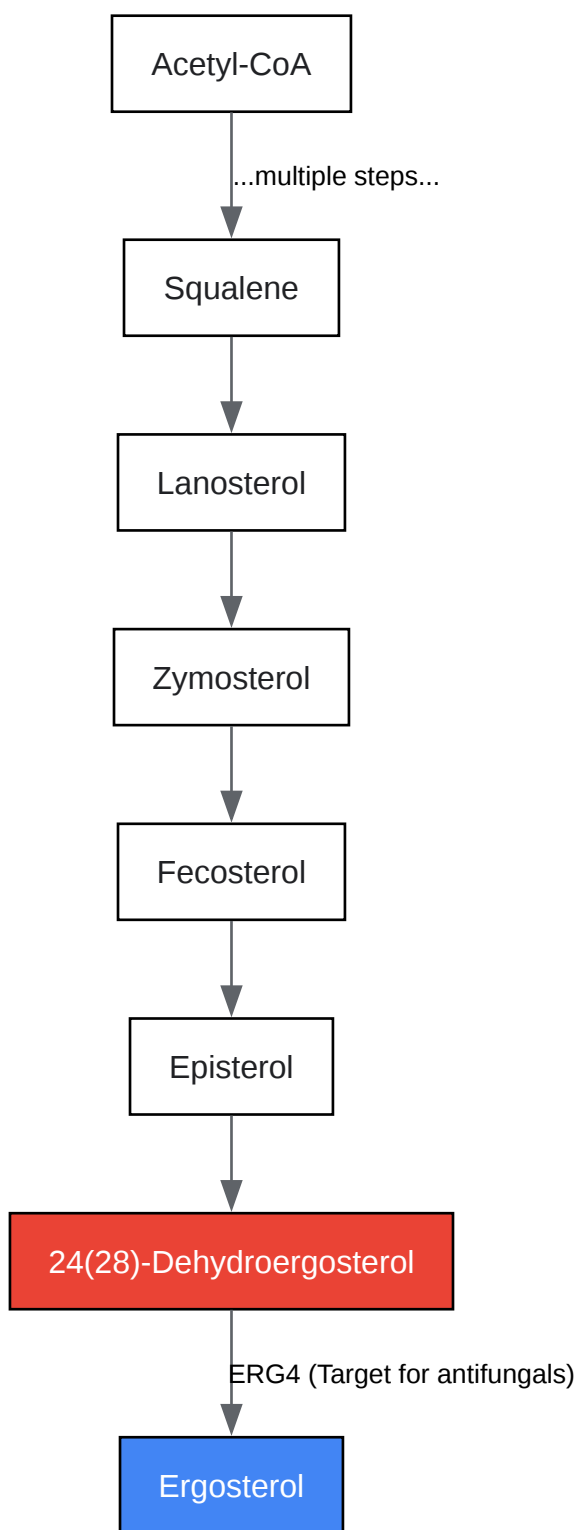 Acetyl-CoA
...multiple steps...
Squalene
Lanosterol
Zymosterol
Fecosterol
Episterol
24(28)-Dehydroergosterol
ERG4 (Target for antifungals)
Ergosterol